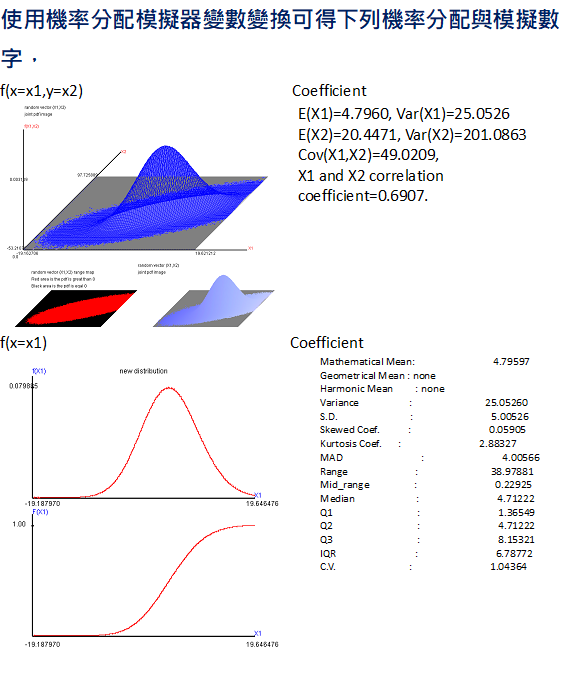 使用機率分配模擬器變數變換可得下列機率分配與模擬數
字，
f(x=x1,y=x2)
random vector (X1,X2)
joint pdf image
f(X1,X2)
X2
97.725881
19.821212
X1
0.0
random vector (X1,X2) range map
Red area is the pdf is great than 0
Black area is the pdf is equal 0
random vector (X1,X2)
joint pdf image
Coefficient
E(X1)=4.7960, Var(X1)=25.0526
E(X2)=20.4471, Var(X2)=201.0863
Cov(X1,X2)=49.0209,
X1 and X2 correlation
coefficient=0.6907.
f(x=x1)
f(X1)
new distribution
X1
-19.187970
19.646476
F(X1)
1.00
X1
-19.187970
19.646476
Coefficient
Mathematical Mean: 4.79597
Geometrical Mean : none
Harmonic Mean : none
Variance : 25.05260
S.D. : 5.00526
Skewed Coef. : 0.05905
Kurtosis Coef. : 2.88327
MAD : 4.00566
Range : 38.97881
Mid_range : 0.22925
Median : 4.71222
Q1 : 1.36549
Q2 : 4.71222
Q3 : 8.15321
IQR : 6.78772
C.V. : 1.04364